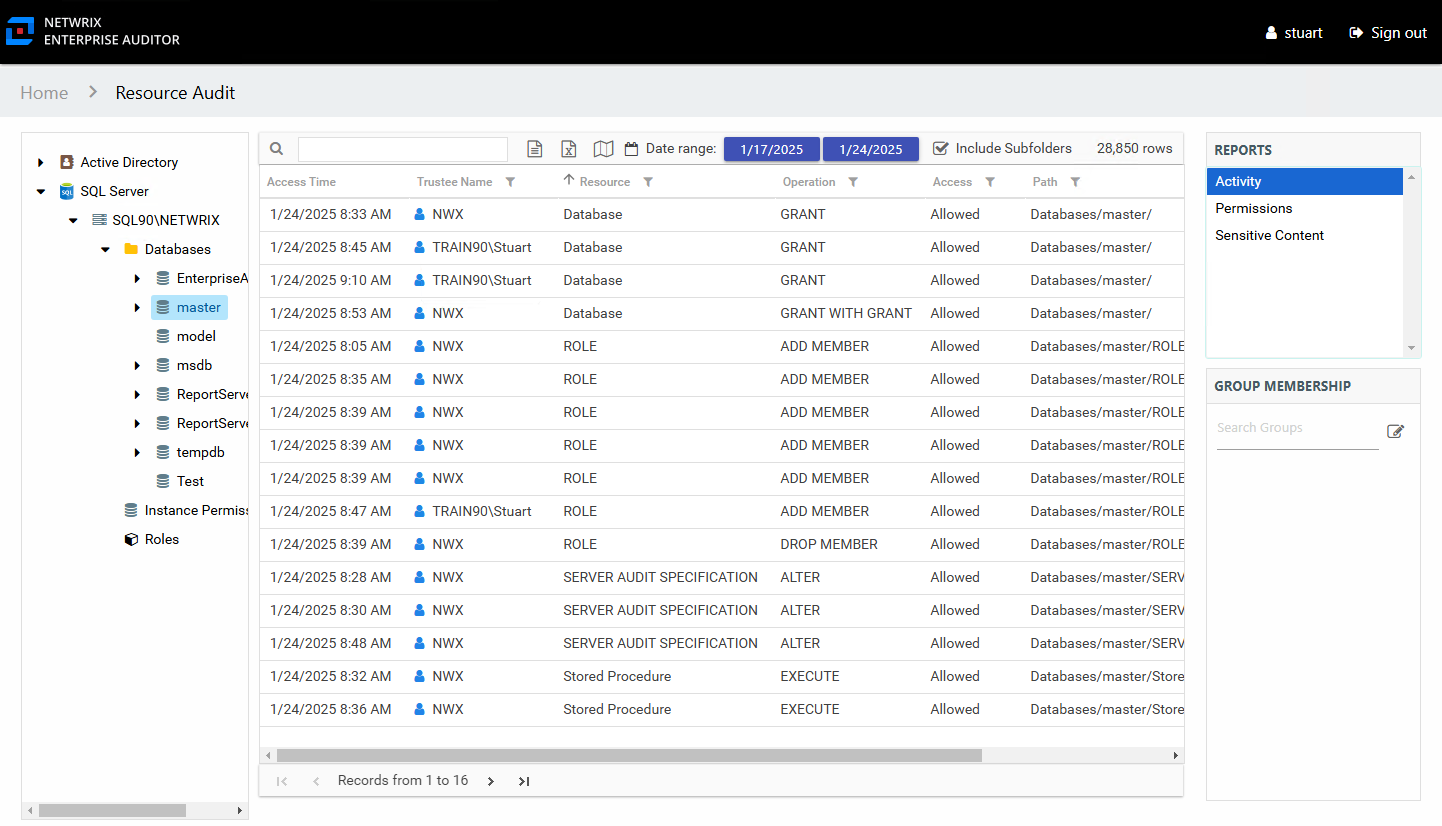 NETWRIX
ENTERPRISE AUDITOR
stuart
Sign out
Home
Resource Audit
Active Directory
SQL Server
SQL90\NETWRIX
Databases
EnterpriseA
master
model
msdb
ReportServe
ReportServe
tempdb
Test
Instance Permiss
Roles
Date range: 1/17/2025 1/24/2025 Include Subfolders 28,850 rows
Access Time Trustee Name Resource Operation Access Path
1/24/2025 8:33 AM NWX Database GRANT Allowed Databases/master/
1/24/2025 8:45 AM TRAIN90\Stuart Database GRANT Allowed Databases/master/
1/24/2025 9:10 AM TRAIN90\Stuart Database GRANT Allowed Databases/master/
1/24/2025 8:53 AM NWX Database GRANT WITH GRANT Allowed Databases/master/
1/24/2025 8:05 AM NWX ROLE ADD MEMBER Allowed Databases/master/ROLE
1/24/2025 8:35 AM NWX ROLE ADD MEMBER Allowed Databases/master/ROLE
1/24/2025 8:39 AM NWX ROLE ADD MEMBER Allowed Databases/master/ROLE
1/24/2025 8:39 AM NWX ROLE ADD MEMBER Allowed Databases/master/ROLE
1/24/2025 8:39 AM NWX ROLE ADD MEMBER Allowed Databases/master/ROLE
1/24/2025 8:47 AM TRAIN90\Stuart ROLE ADD MEMBER Allowed Databases/master/ROLE
1/24/2025 8:39 AM NWX ROLE DROP MEMBER Allowed Databases/master/ROLE
1/24/2025 8:28 AM NWX SERVER AUDIT SPECIFICATION ALTER Allowed Databases/master/SERV
1/24/2025 8:30 AM NWX SERVER AUDIT SPECIFICATION ALTER Allowed Databases/master/SERV
1/24/2025 8:48 AM NWX SERVER AUDIT SPECIFICATION ALTER Allowed Databases/master/SERV
1/24/2025 8:32 AM NWX Stored Procedure EXECUTE Allowed Databases/master/Store
1/24/2025 8:36 AM NWX Stored Procedure EXECUTE Allowed Databases/master/Store
Records from 1 to 16
REPORTS
Activity
Permissions
Sensitive Content
GROUP MEMBERSHIP
Search Groups